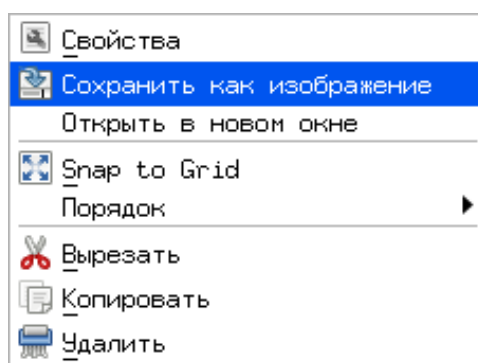 Свойства
Сохранить как изображение
Открыть в новом окне
Snap to Grid
Порядок
Вырезать
Копировать
Удалить